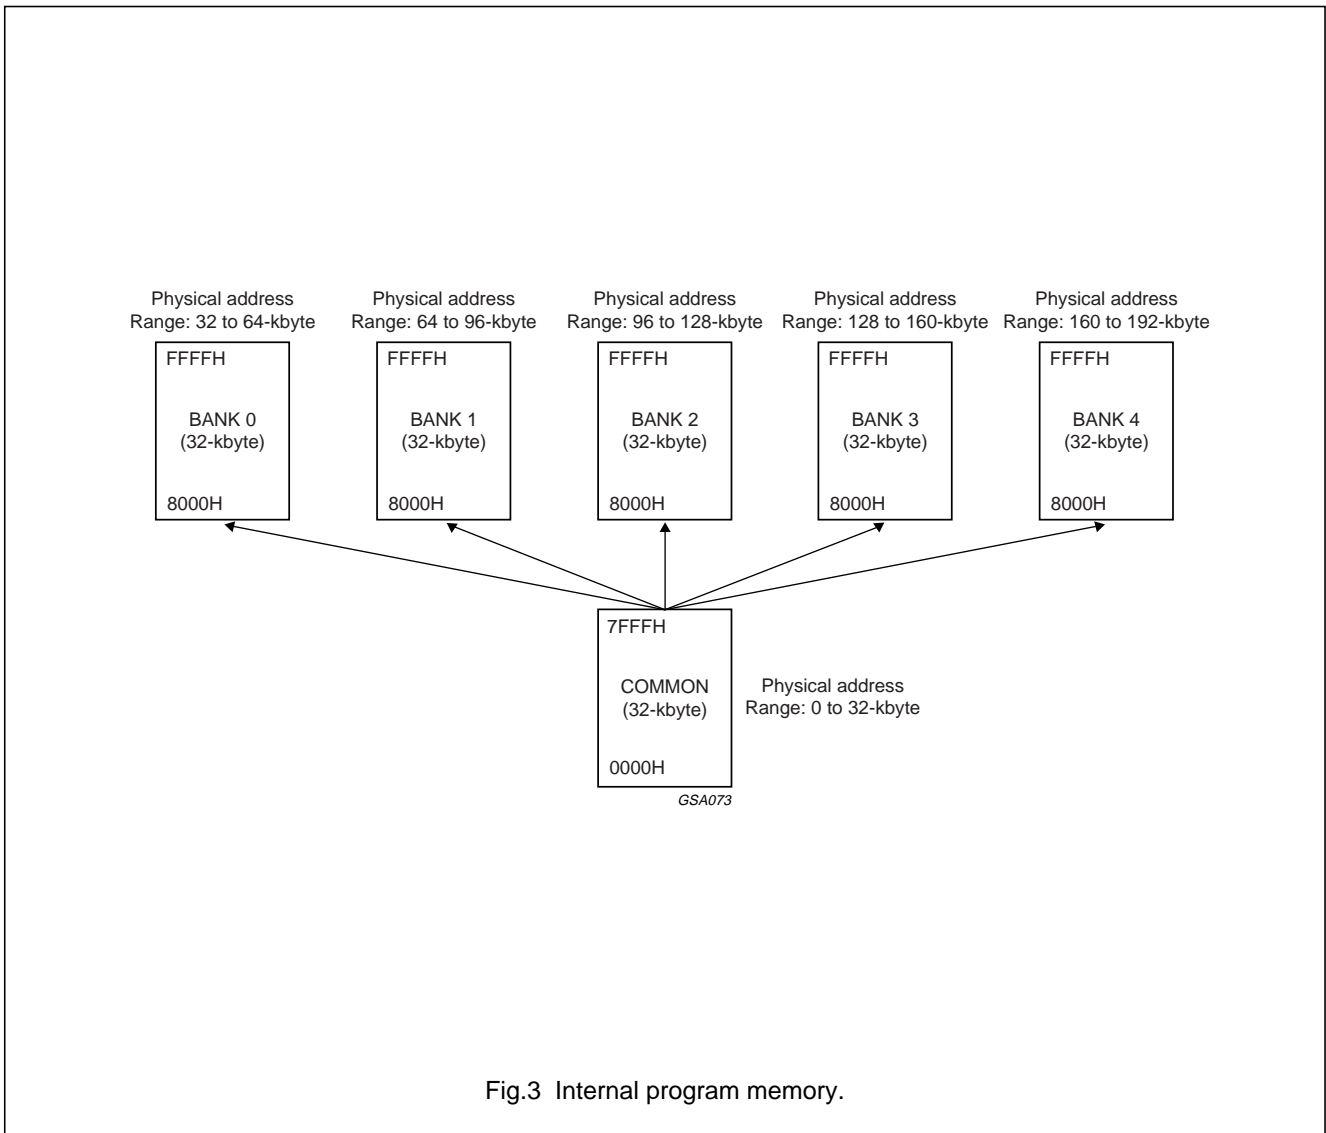 Physical address
Range: 32 to 64-kbyte
Physical address
Range: 64 to 96-kbyte
Physical address
Range: 96 to 128-kbyte
Physical address
Range: 128 to 160-kbyte
Physical address
Range: 160 to 192-kbyte
FFFFH
BANK 0
(32-kbyte)
8000H
FFFFH
BANK 1
(32-kbyte)
8000H
FFFFH
BANK 2
(32-kbyte)
8000H
FFFFH
BANK 3
(32-kbyte)
8000H
FFFFH
BANK 4
(32-kbyte)
8000H
7FFFH
COMMON
(32-kbyte)
0000H
Physical address
Range: 0 to 32-kbyte
GSA073
Fig.3 Internal program memory.